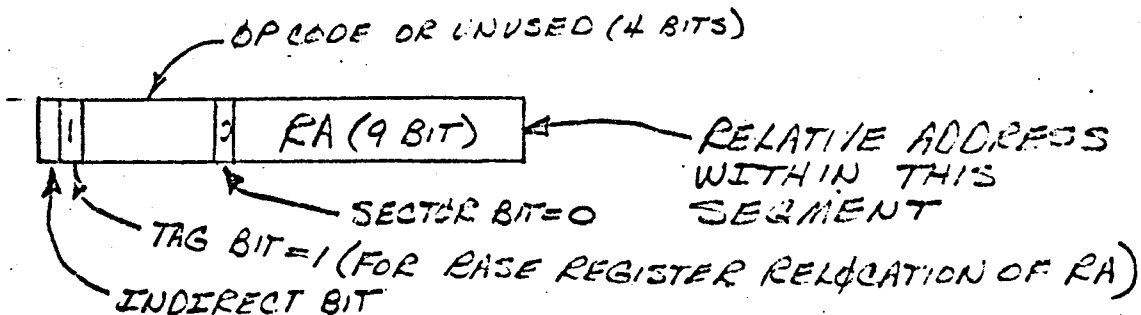 OP CODE OR UNUSED (4 BITS)
1
0
RA (9 BIT)
RELATIVE ADDRESS
WITHIN THIS
SEGMENT
SECTOR BIT=0
TAG BIT=1 (FOR BASE REGISTER RELOCATION OF RA)
INDIRECT BIT